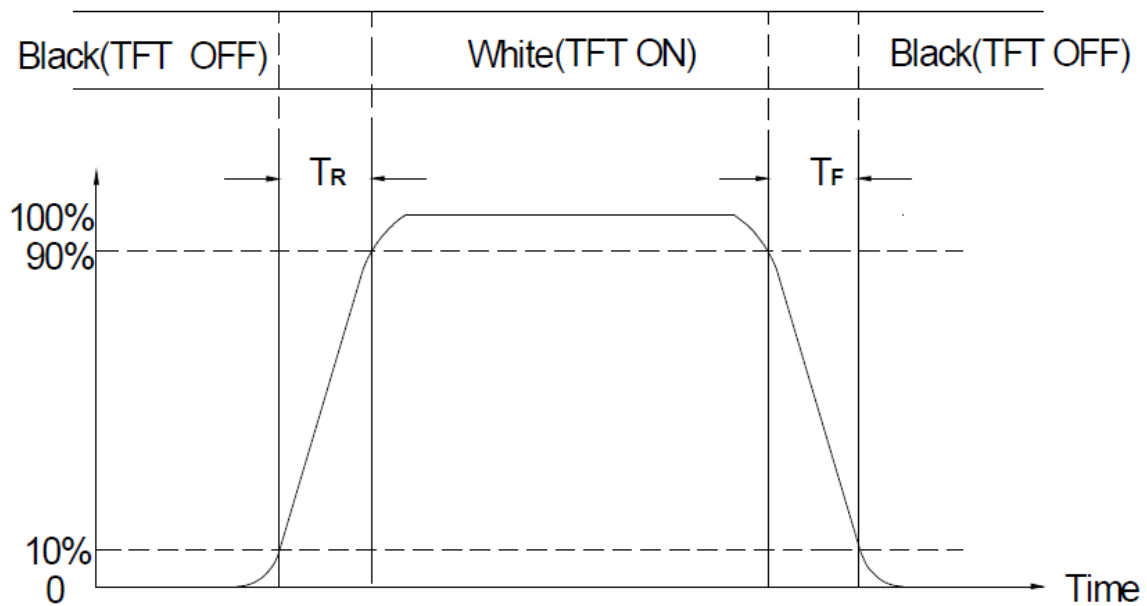 Black(TFT OFF) White(TFT ON) Black(TFT OFF)
TR TF
100%
90%
10%
0
Time